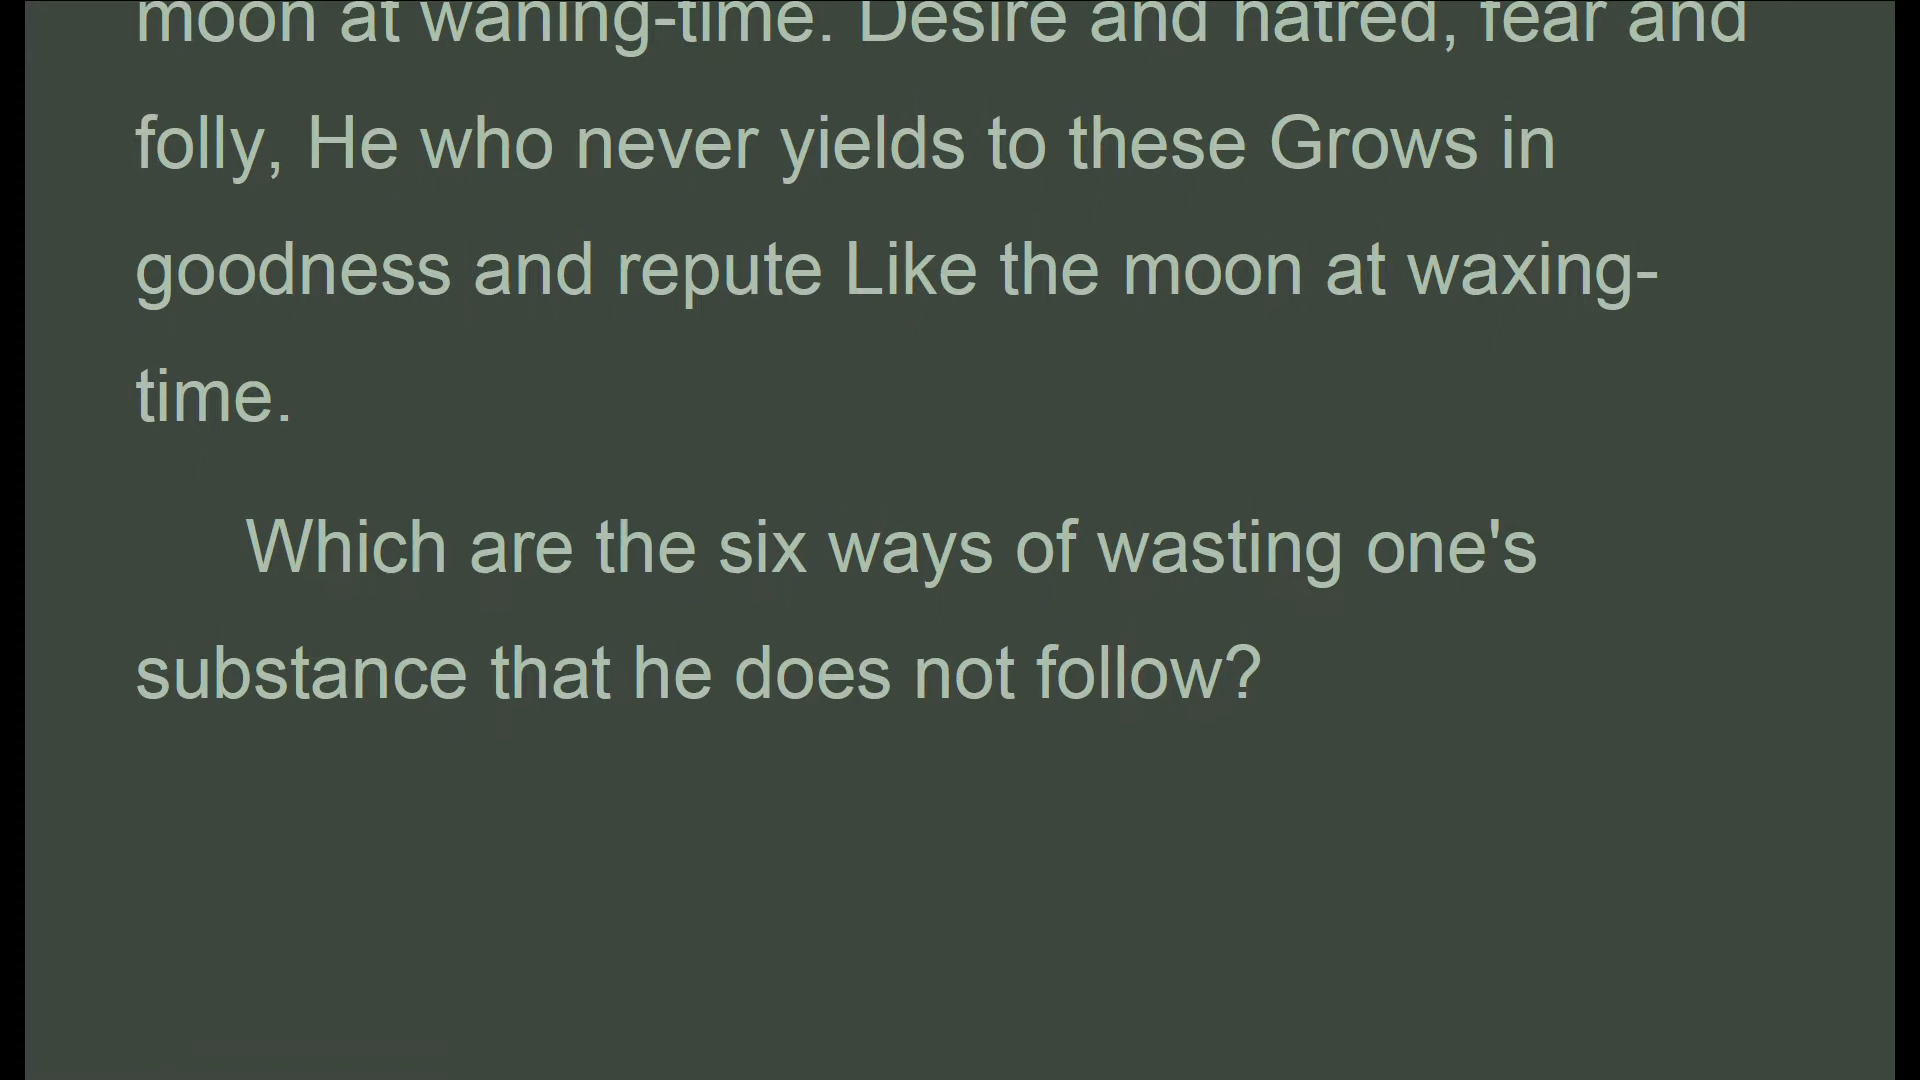 moon at waning-time. Desire and hatred, fear and
folly, He who never yields to these Grows in
goodness and repute Like the moon at waxing-
time.
Which are the six ways of wasting one's
substance that he does not follow?